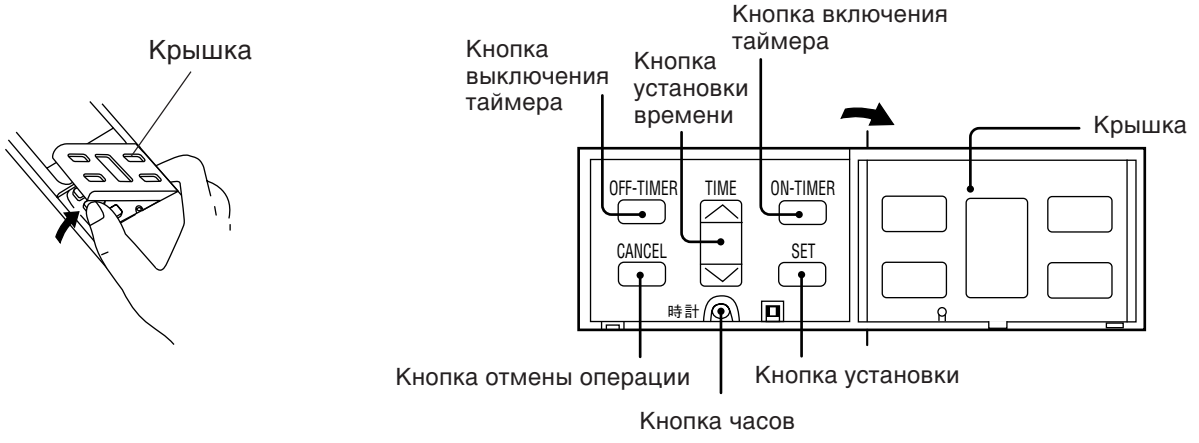 Крышка
Кнопка
выключения
таймера
Кнопка
установки
времени
Кнопка включения
таймера
Крышка
OFF-TIMER
TIME
ON-TIMER
CANCEL
SET
時計
Кнопка отмены операции
Кнопка установки
Кнопка часов